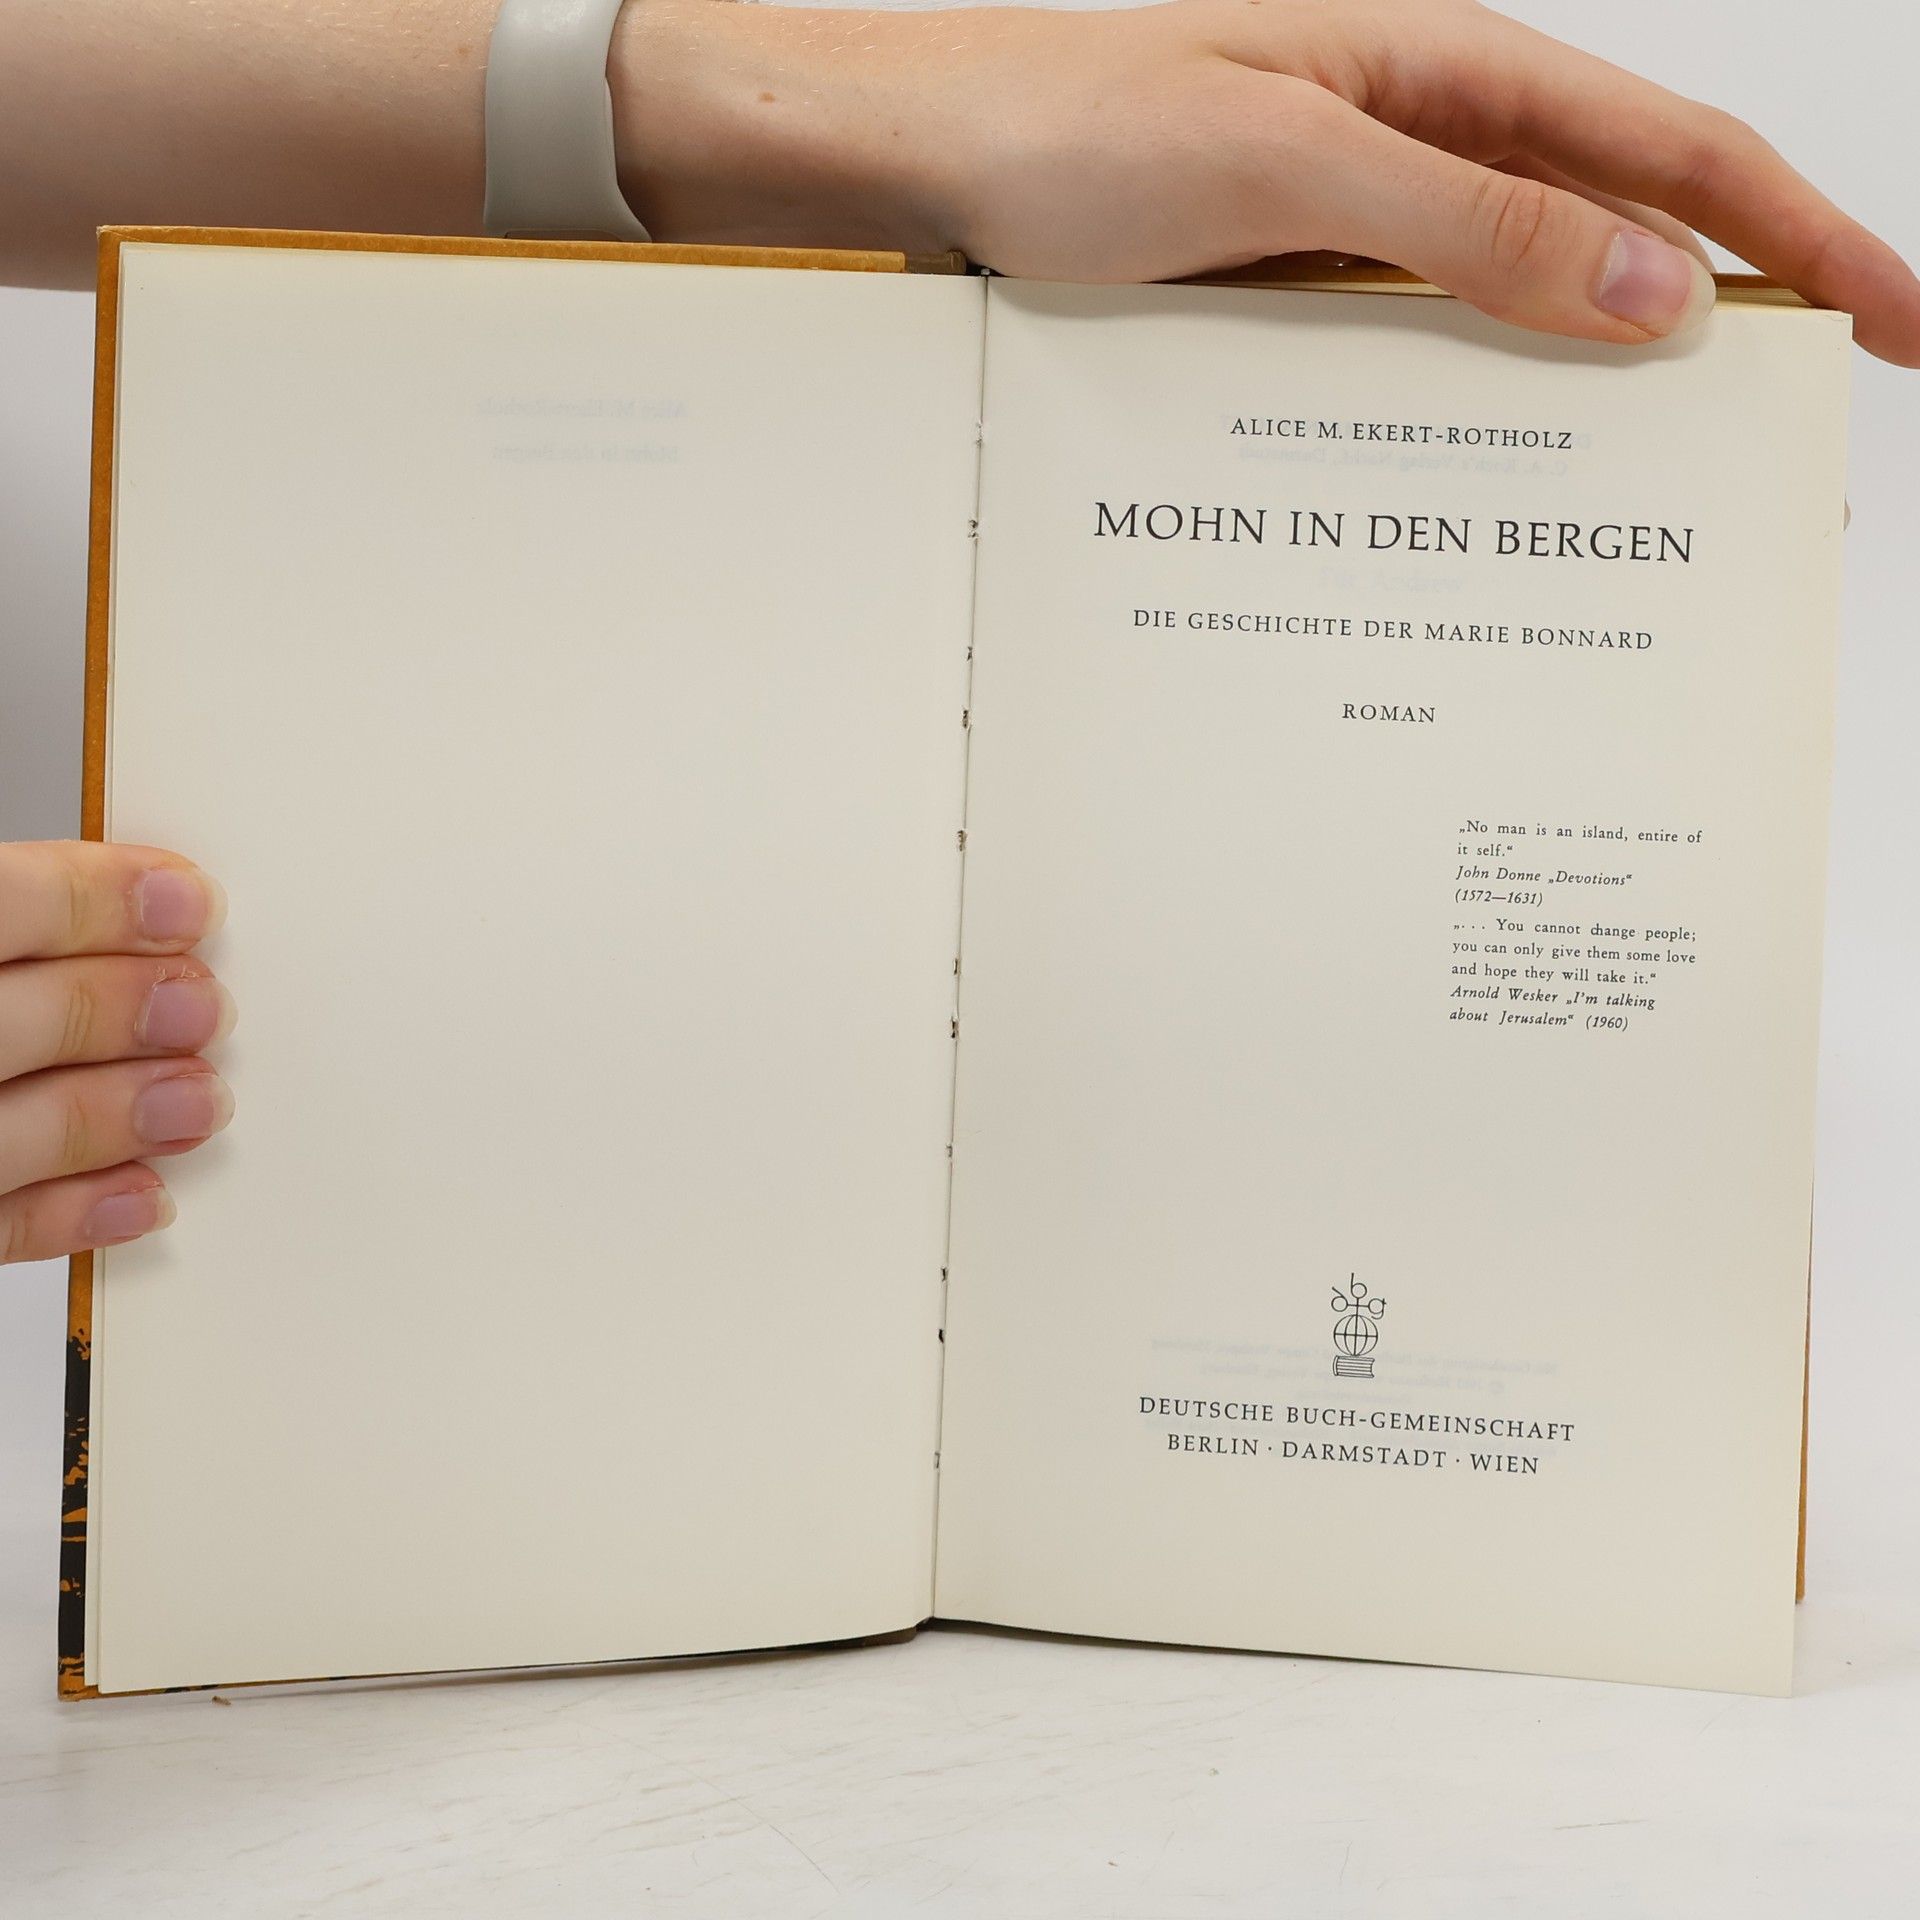 ALICE M. EKERT-ROTHOLZ
MOHN IN DEN BERGEN
DIE GESCHICHTE DER MARIE BONNARD
ROMAN
„No man is an island, entire of
it self.“
John Donne „Devotions“
(1572—1631)
„. . . You cannot change people;
you can only give them some love
and hope they will take it.“
Arnold Wesker „I'm talking
about Jerusalem“ (1960)
dbg
DEUTSCHE BUCH-GEMEINSCHAFT
BERLIN · DARMSTADT · WIEN